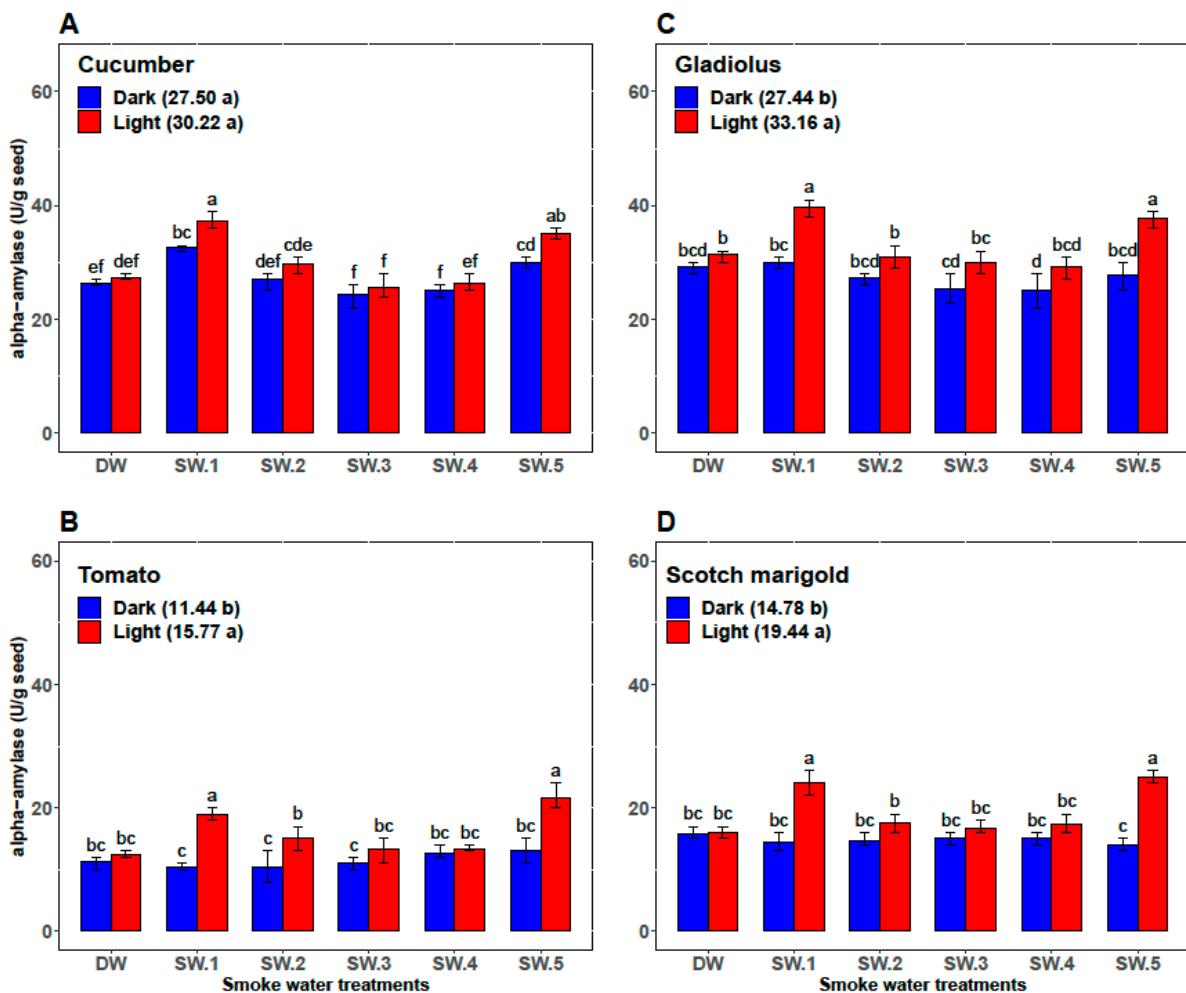 A
Cucumber
Dark (27.50 a)
Light (30.22 a)
alpha−amylase (U/g seed)
60
40
20
0
ef def bc a def cde f f f ef cd ab
DW SW.1 SW.2 SW.3 SW.4 SW.5
C
Gladiolus
Dark (27.44 b)
Light (33.16 a)
60
40
20
0
bcd b bc a bcd b cd bc d bcd bcd a
DW SW.1 SW.2 SW.3 SW.4 SW.5
B
Tomato
Dark (11.44 b)
Light (15.77 a)
alpha−amylase (U/g seed)
60
40
20
0
bc bc c a c b c bc bc bc bc a
DW SW.1 SW.2 SW.3 SW.4 SW.5
Smoke water treatments
D
Scotch marigold
Dark (14.78 b)
Light (19.44 a)
60
40
20
0
bc bc bc a bc b bc bc bc bc c a
DW SW.1 SW.2 SW.3 SW.4 SW.5
Smoke water treatments